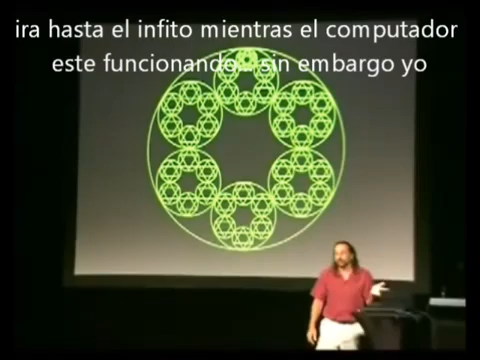 ira hasta el infito mientras el computador
este funcionando... sin embargo yo